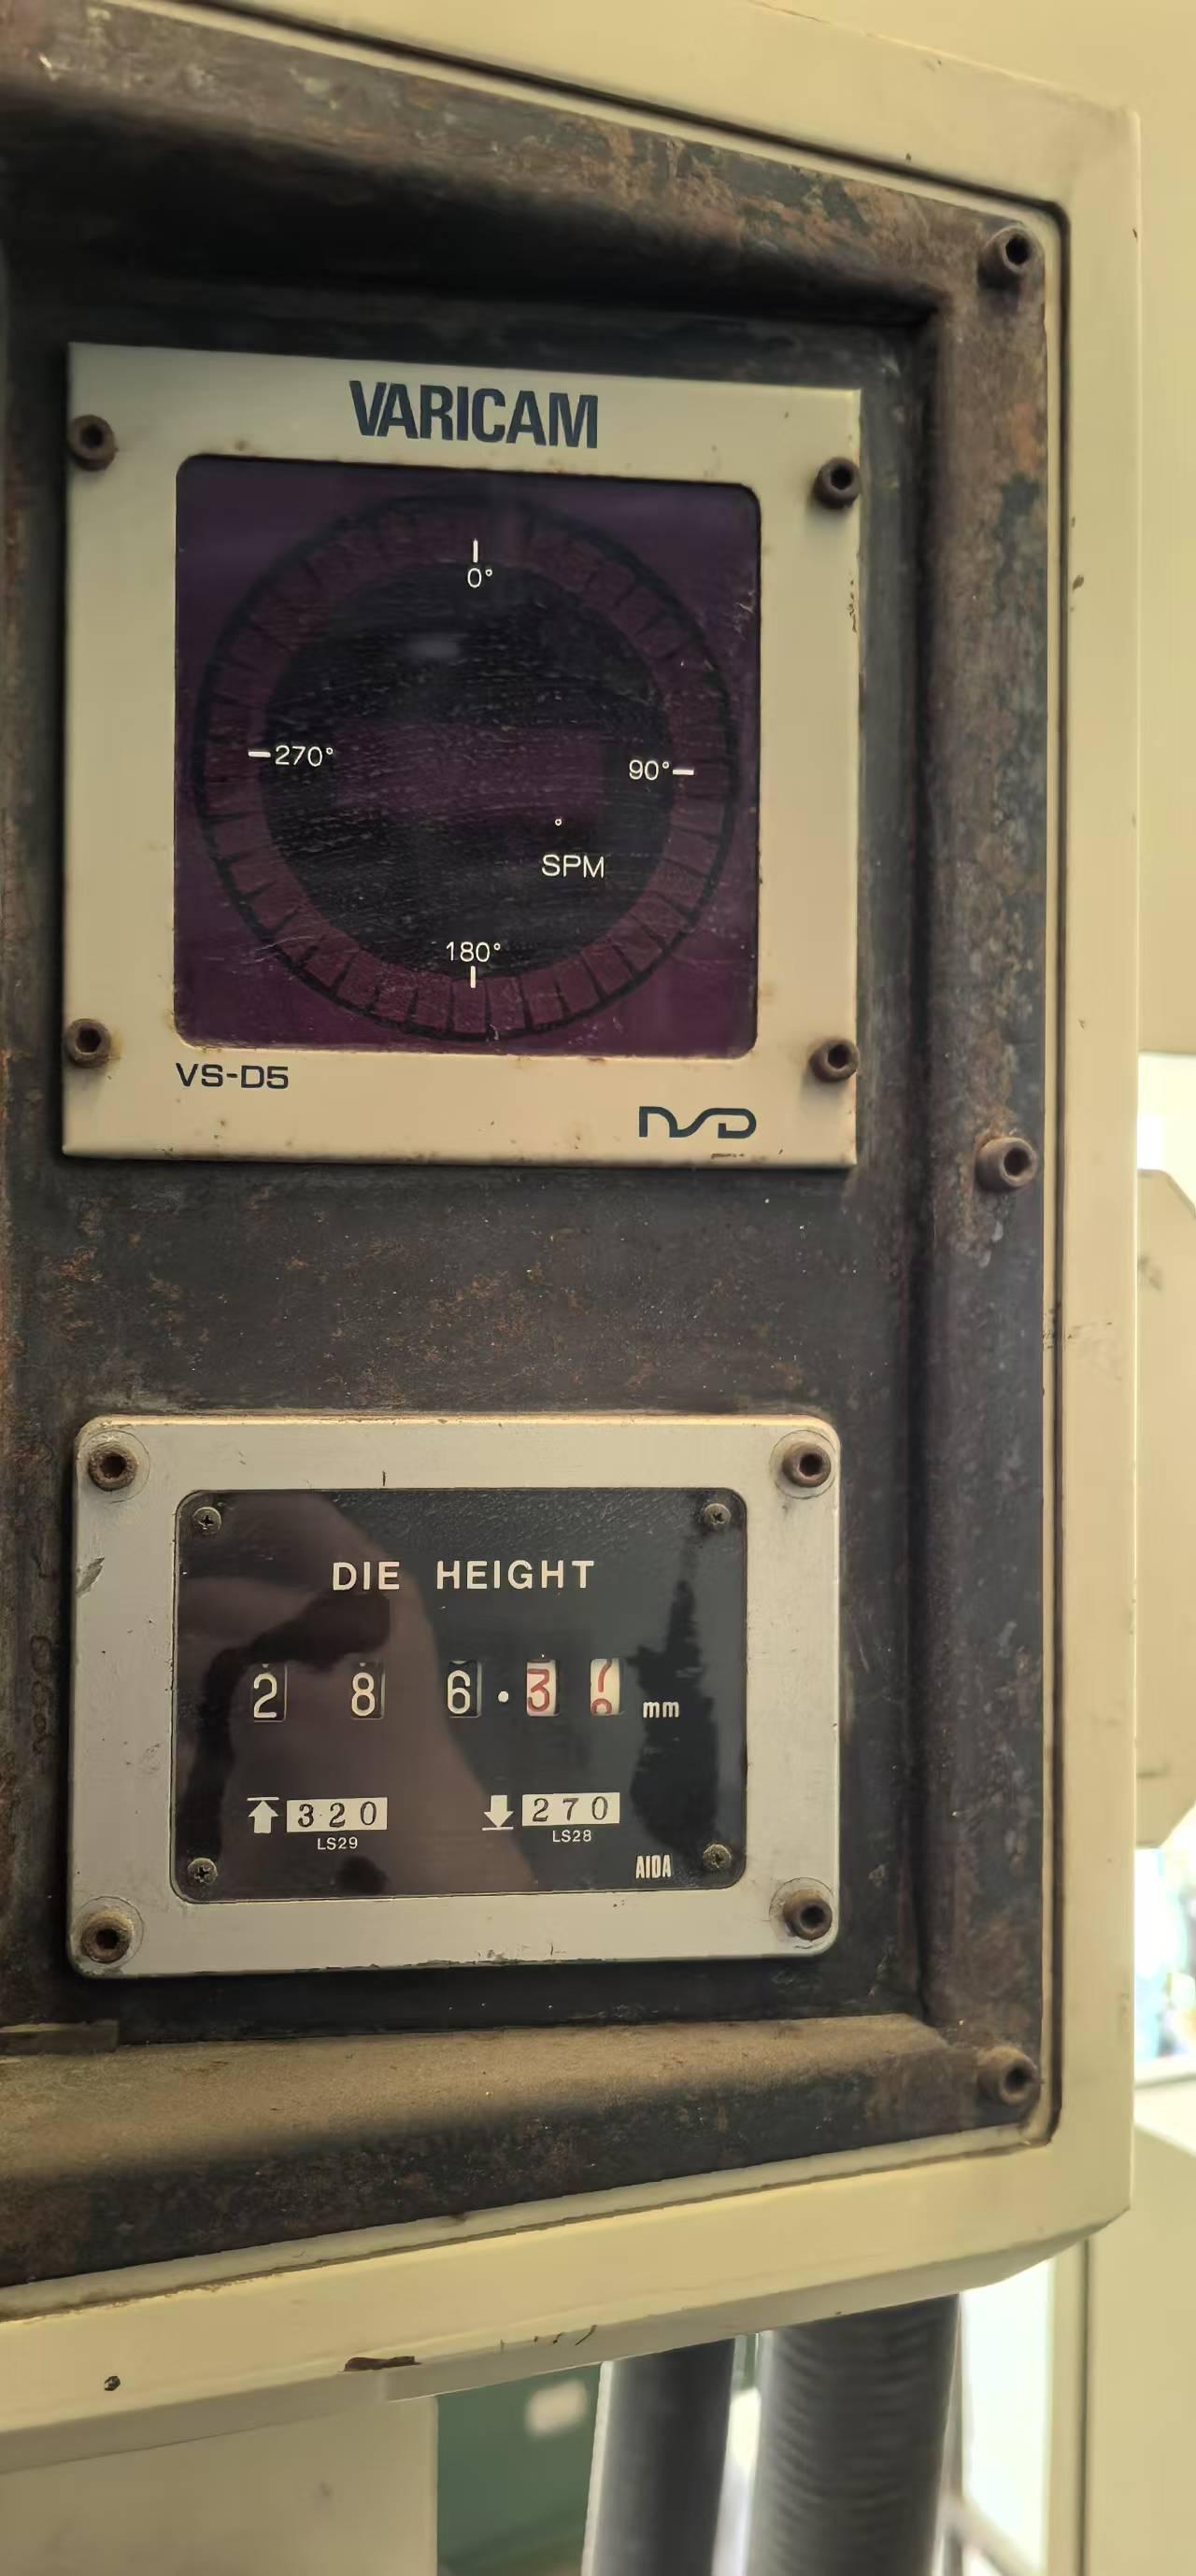 VARICAM
0°
270°
90°
°
SPM
180°
VS-D5
NSD
DIE HEIGHT
2 8 6.3 mm
320 270
LS29 LS28
AIDA